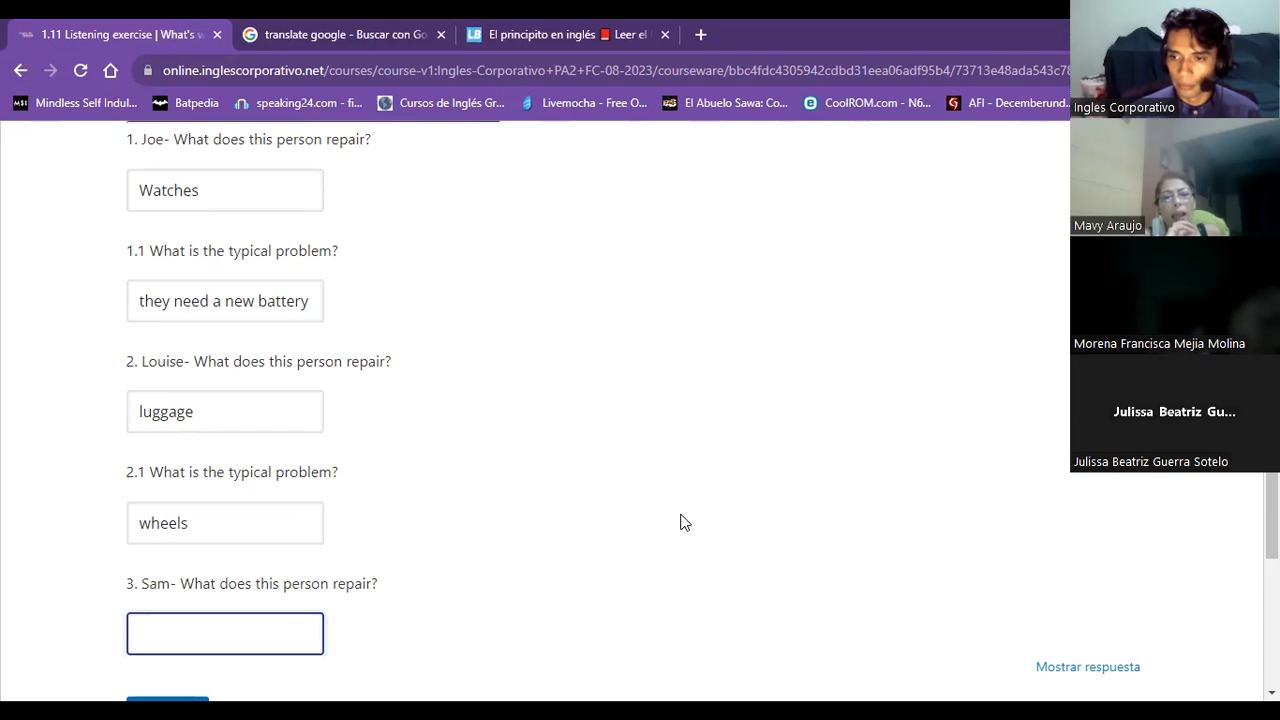 1.11 Listening exercise | What's w
translate google - Buscar con Go
LB El principito en inglés Leer el
online.inglescorporativo.net/courses/course-v1:Ingles-Corporativo+PA2+FC-08-2023/courseware/bbc4fdc4305942cdbd31eea06adf95b4/73713e48ada543c78
MSI Mindless Self Indul...
Batpedia
speaking24.com - fi...
Cursos de Inglés Gr...
Livemocha - Free O...
El Abuelo Sawa: Co...
CoolROM.com - N6...
AFI - Decemberund...
1. Joe- What does this person repair?
Watches
1.1 What is the typical problem?
they need a new battery
2. Louise- What does this person repair?
luggage
2.1 What is the typical problem?
wheels
3. Sam- What does this person repair?
Mostrar respuesta
Ingles Corporativo
Mavy Araujo
Morena Francisca Mejia Molina
Julissa Beatriz Gu...
Julissa Beatriz Guerra Sotelo